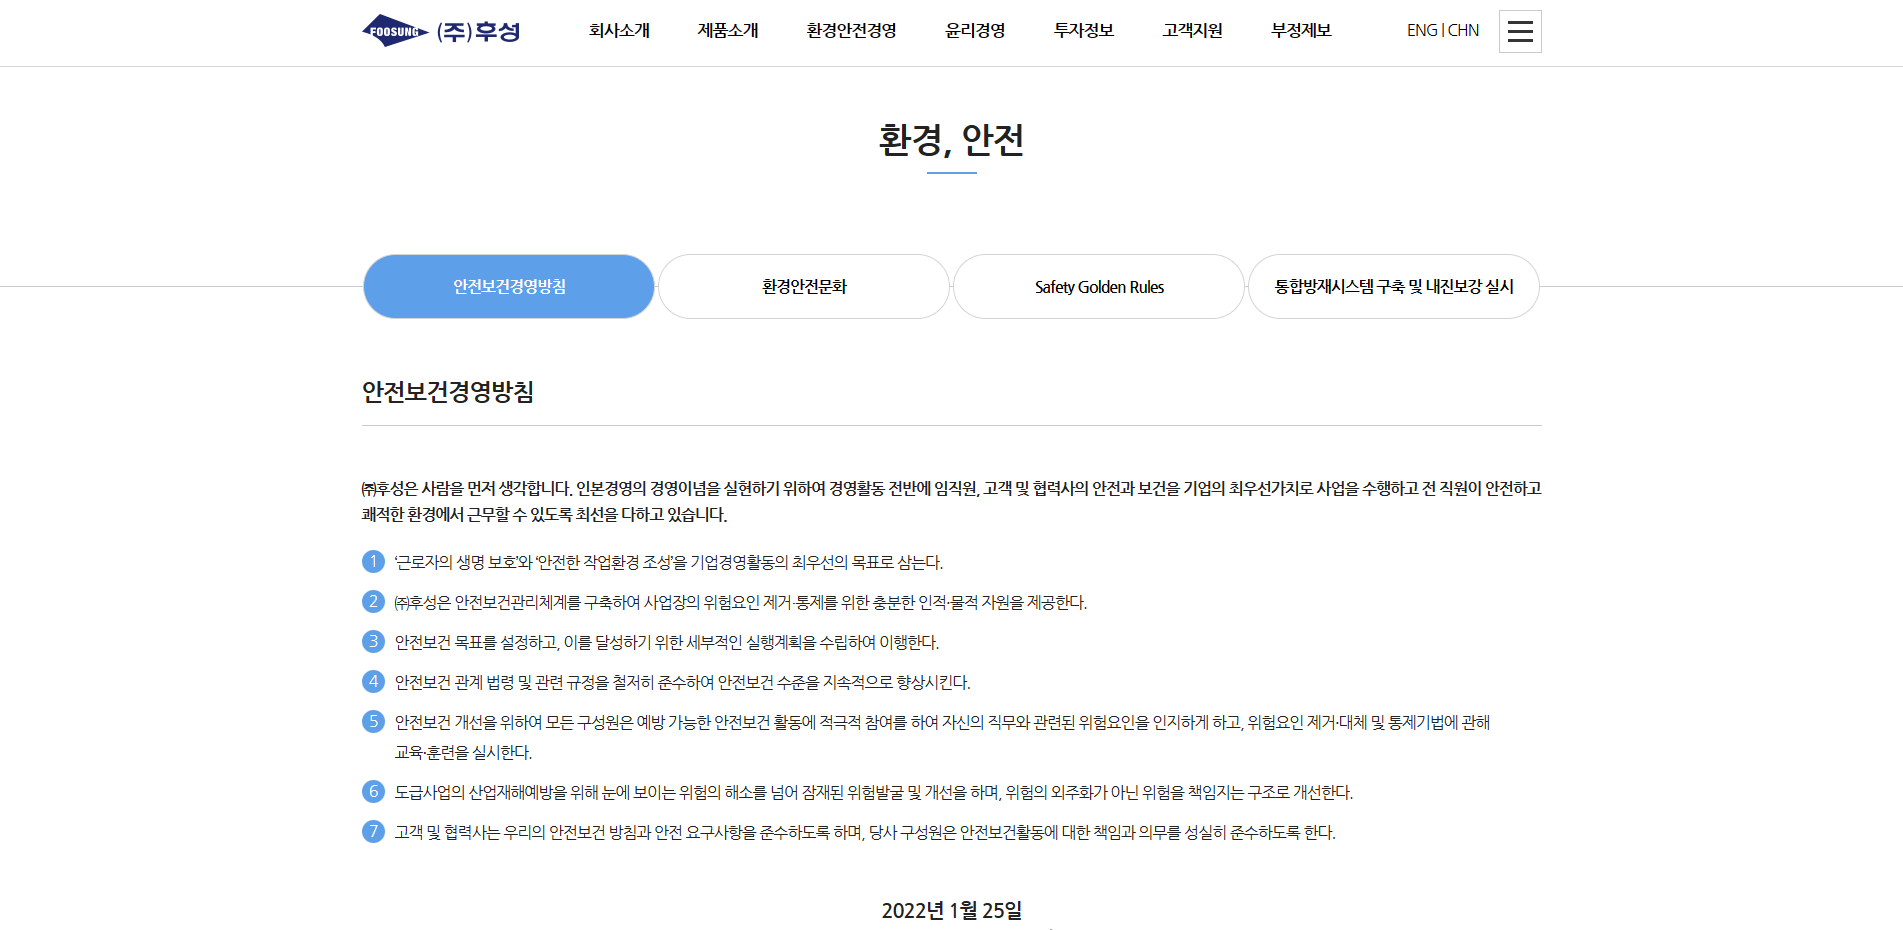 FOOSUNG (주)후성
회사소개 제품소개 환경안전경영 윤리경영 투자정보 고객지원 부정제보 ENG | CHN
환경, 안전
안전보건경영방침 환경안전문화 Safety Golden Rules 통합방재시스템 구축 및 내진보강 실시
안전보건경영방침
㈜후성은 사람을 먼저 생각합니다. 인본경영의 경영이념을 실현하기 위하여 경영활동 전반에 임직원, 고객 및 협력사의 안전과 보건을 기업의 최우선가치로 사업을 수행하고 전 직원이 안전하고
쾌적한 환경에서 근무할 수 있도록 최선을 다하고 있습니다.
1 ‘근로자의 생명 보호’와 ‘안전한 작업환경 조성’을 기업경영활동의 최우선의 목표로 삼는다.
2 ㈜후성은 안전보건관리체계를 구축하여 사업장의 위험요인 제거·통제를 위한 충분한 인적·물적 자원을 제공한다.
3 안전보건 목표를 설정하고, 이를 달성하기 위한 세부적인 실행계획을 수립하여 이행한다.
4 안전보건 관계 법령 및 관련 규정을 철저히 준수하여 안전보건 수준을 지속적으로 향상시킨다.
5 안전보건 개선을 위하여 모든 구성원은 예방 가능한 안전보건 활동에 적극적 참여를 하여 자신의 직무와 관련된 위험요인을 인지하게 하고, 위험요인 제거·대체 및 통제기법에 관해
교육·훈련을 실시한다.
6 도급사업의 산업재해예방을 위해 눈에 보이는 위험의 해소를 넘어 잠재된 위험발굴 및 개선을 하며, 위험의 외주화가 아닌 위험을 책임지는 구조로 개선한다.
7 고객 및 협력사는 우리의 안전보건 방침과 안전 요구사항을 준수하도록 하며, 당사 구성원은 안전보건활동에 대한 책임과 의무를 성실히 준수하도록 한다.
2022년 1월 25일